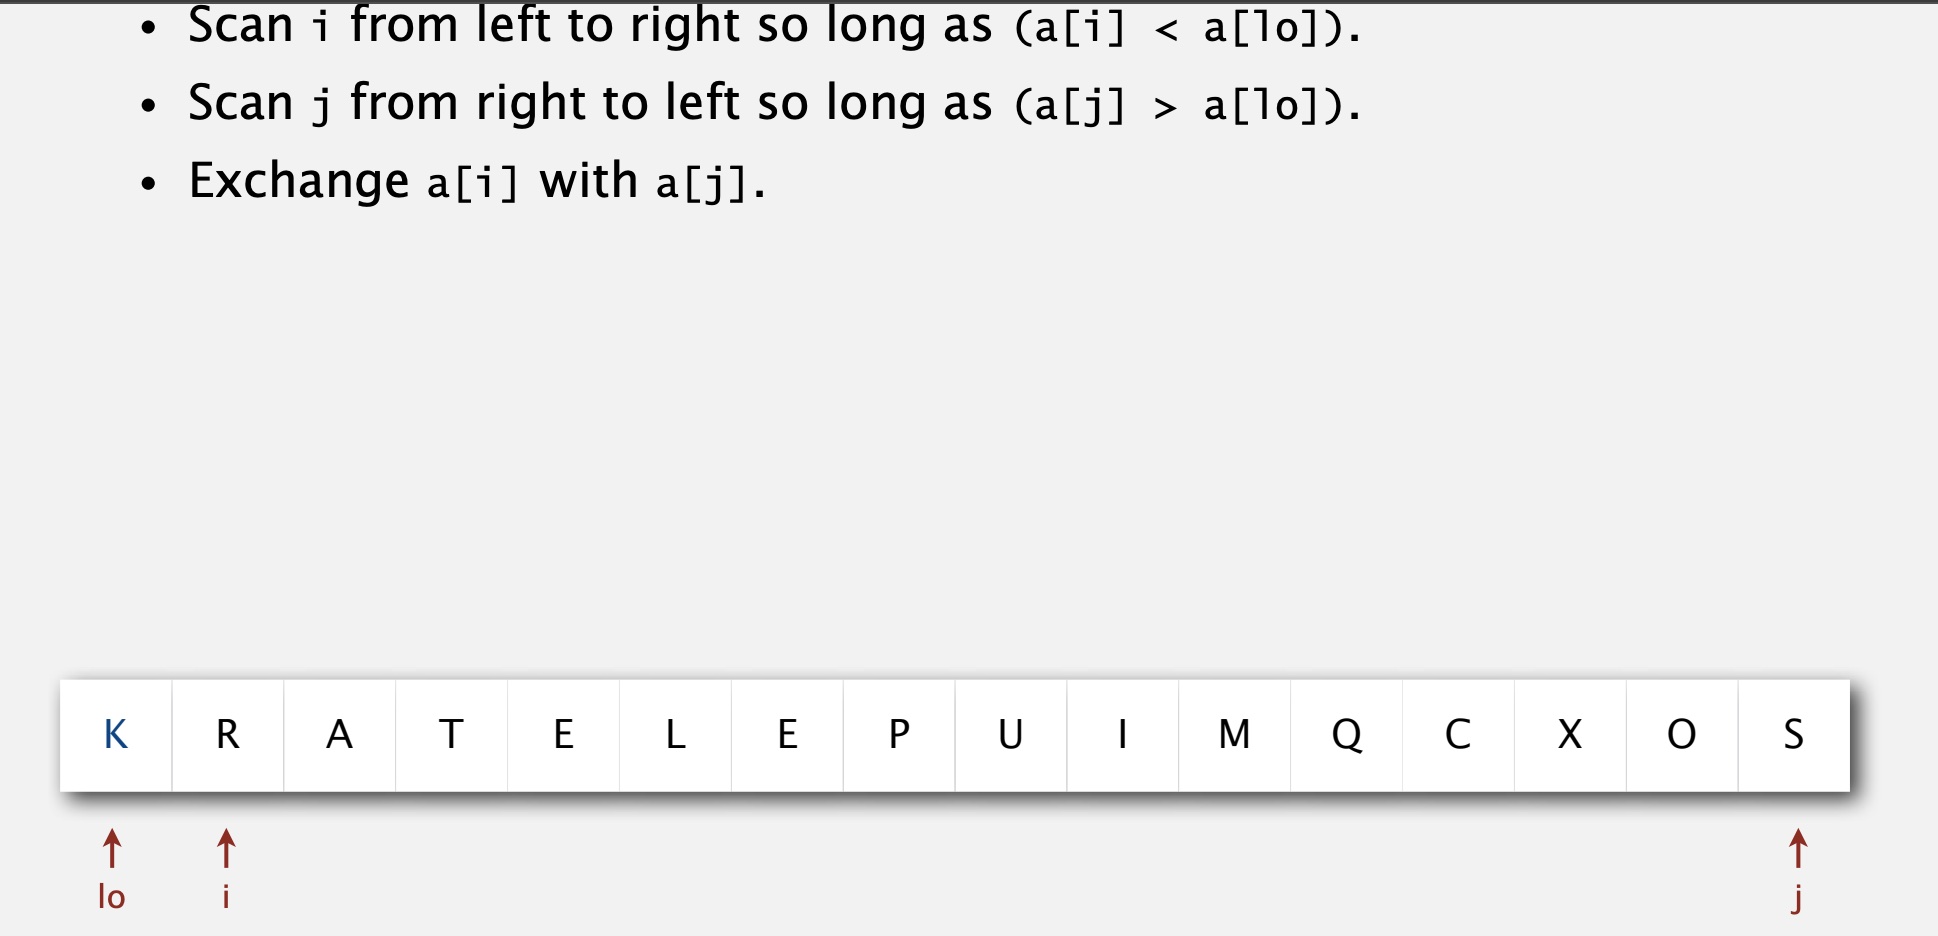 • Scan i from left to right so long as (a[i] < a[lo]).
• Scan j from right to left so long as (a[j] > a[lo]).
• Exchange a[i] with a[j].
K R A T E L E P U I M Q C X O S
lo i j